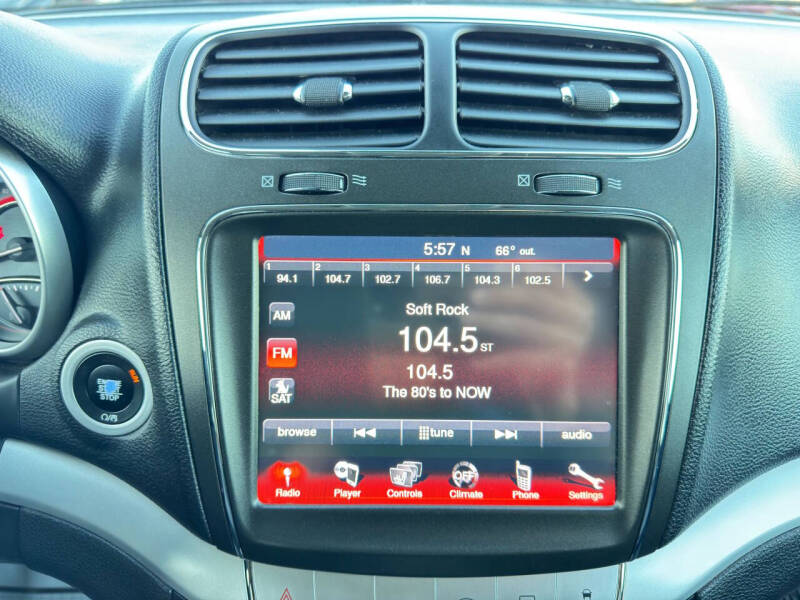 5:57 N 66° out.
1 2 3 4 5 6
94.1 104.7 102.7 106.7 104.3 102.5 >
AM
Soft Rock
104.5 ST
FM
104.5
The 80's to NOW
SAT
browse tune audio
Radio Player Controls Climate Phone Settings
OFF
ENGINE
START
STOP
RUN